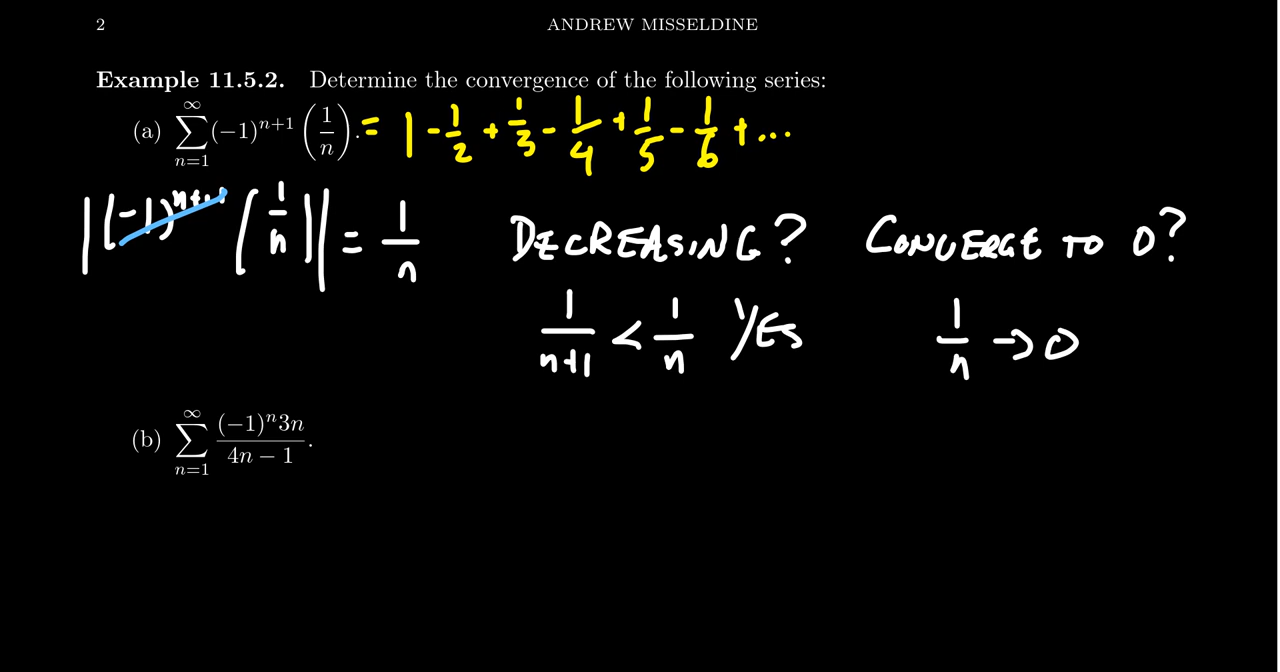 2 ANDREW MISSELDINE
Example 11.5.2. Determine the convergence of the following series:
(a) ∑_{n=1}^{∞} (−1)^{n+1} (1/n). = 1 - 1/2 + 1/3 - 1/4 + 1/5 - 1/6 + ...
|(-1)^{n+1} (1/n)| = 1/n DECREASING? CONVERGE TO 0?
1/(n+1) < 1/n YES 1/n → 0
(b) ∑_{n=1}^{∞} (−1)^n 3n / (4n − 1).